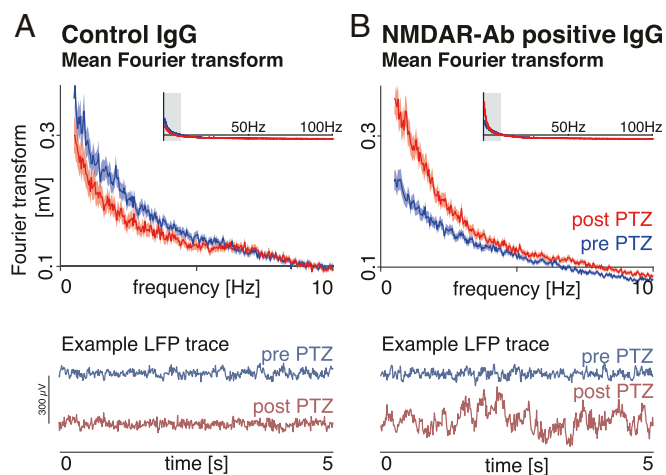 A Control IgG
Mean Fourier transform
0.3
0.1
Fourier transform
[mV]
50Hz 100Hz
0 frequency [Hz] 10
Example LFP trace
pre PTZ
post PTZ
300 µV
0 time [s] 5
B NMDAR-Ab positive IgG
Mean Fourier transform
0.3
0.1
50Hz 100Hz
post PTZ
pre PTZ
0 frequency [Hz] 10
Example LFP trace
pre PTZ
post PTZ
0 time [s] 5